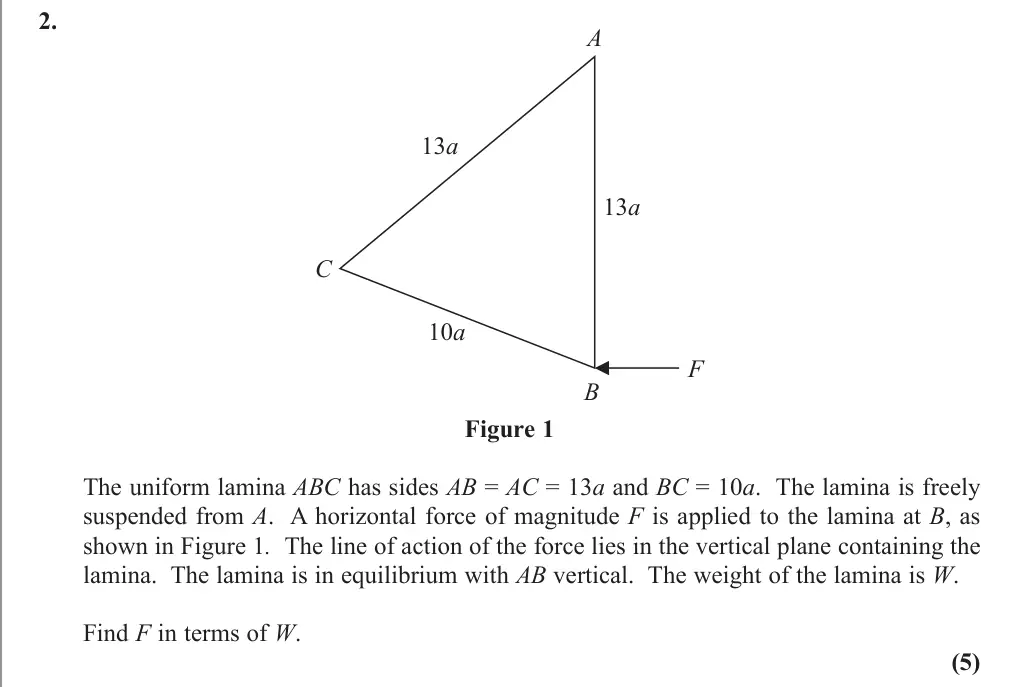 2.
A
13a
13a
C
10a
F
B
Figure 1
The uniform lamina ABC has sides AB = AC = 13a and BC = 10a. The lamina is freely
suspended from A. A horizontal force of magnitude F is applied to the lamina at B, as
shown in Figure 1. The line of action of the force lies in the vertical plane containing the
lamina. The lamina is in equilibrium with AB vertical. The weight of the lamina is W.
Find F in terms of W.
(5)